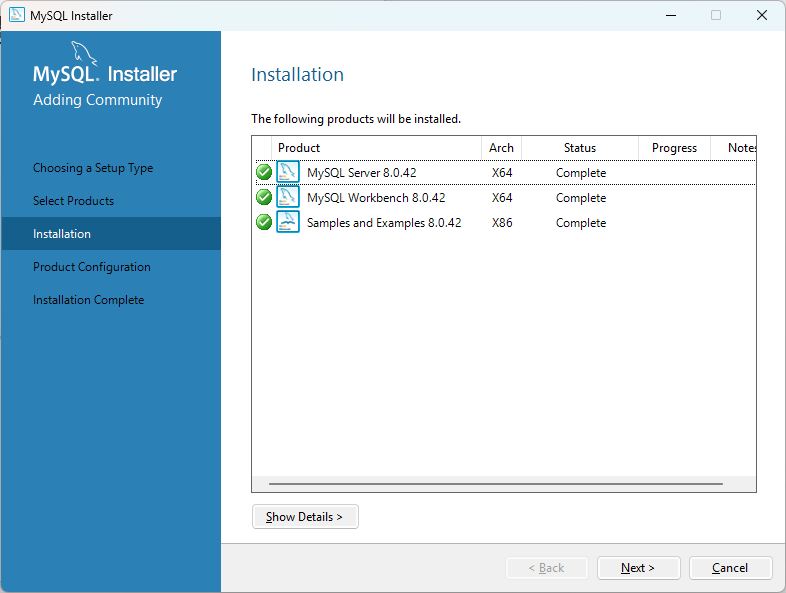 MySQL Installer
MySQL. Installer
Adding Community
Choosing a Setup Type
Select Products
Installation
Product Configuration
Installation Complete
Installation
The following products will be installed.
Product Arch Status Progress Notes
MySQL Server 8.0.42 X64 Complete
MySQL Workbench 8.0.42 X64 Complete
Samples and Examples 8.0.42 X86 Complete
Show Details >
< Back Next > Cancel